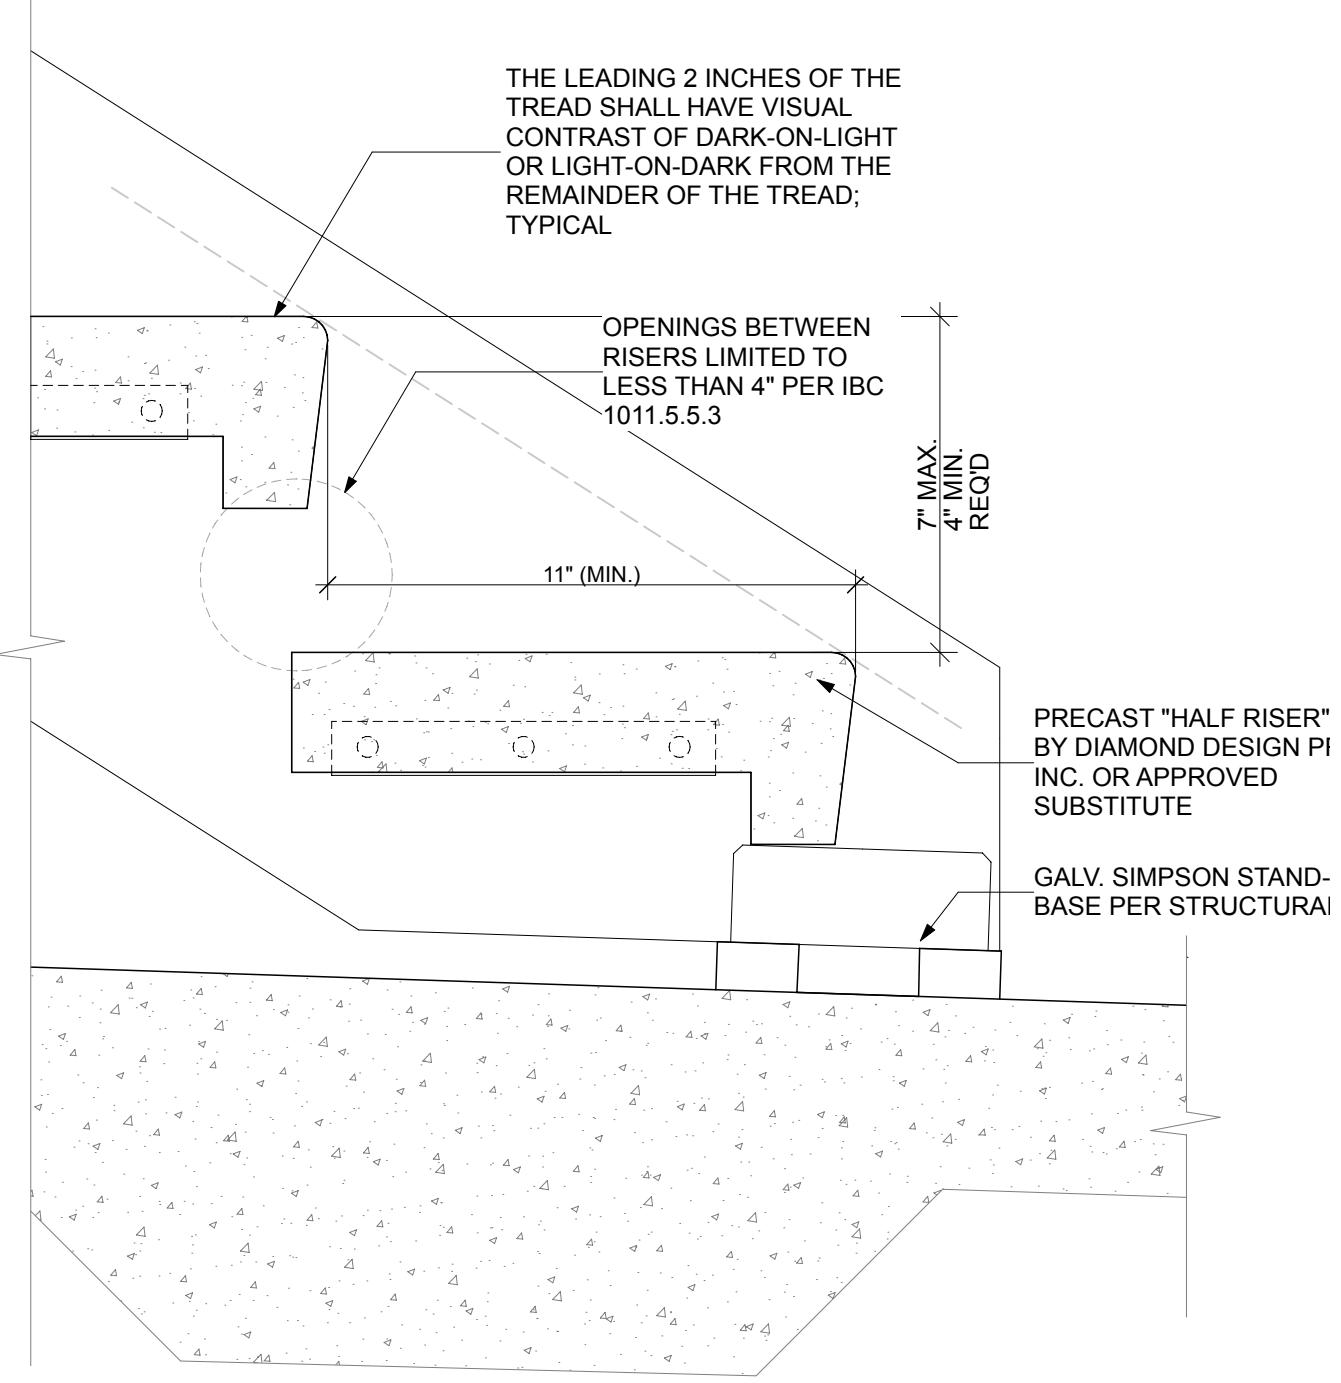 THE LEADING 2 INCHES OF THE
TREAD SHALL HAVE VISUAL
CONTRAST OF DARK-ON-LIGHT
OR LIGHT-ON-DARK FROM THE
REMAINDER OF THE TREAD;
TYPICAL
OPENINGS BETWEEN
RISERS LIMITED TO
LESS THAN 4" PER IBC
1011.5.5.3
7" MAX.
4" MIN.
REQ'D
11" (MIN.)
PRECAST "HALF RISER"
BY DIAMOND DESIGN
INC. OR APPROVED
SUBSTITUTE
GALV. SIMPSON STAND-
BASE PER